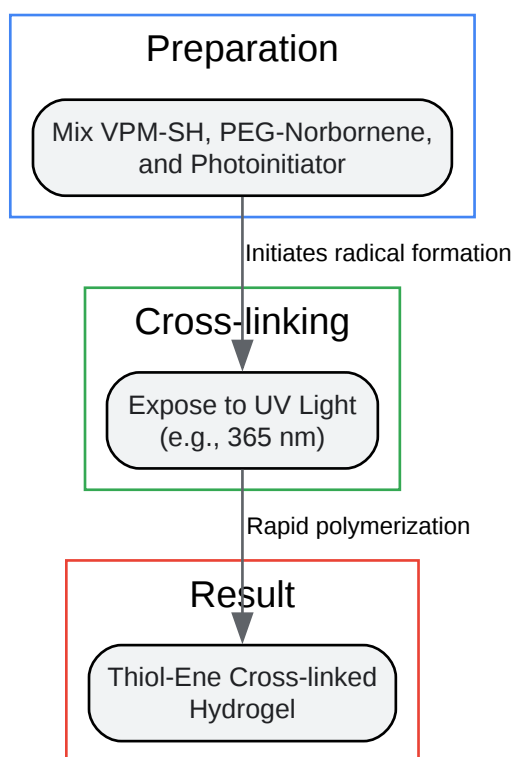 Preparation
Mix VPM-SH, PEG-Norbornene,
and Photoinitiator
Initiates radical formation
Cross-linking
Expose to UV Light
(e.g., 365 nm)
Rapid polymerization
Result
Thiol-Ene Cross-linked
Hydrogel